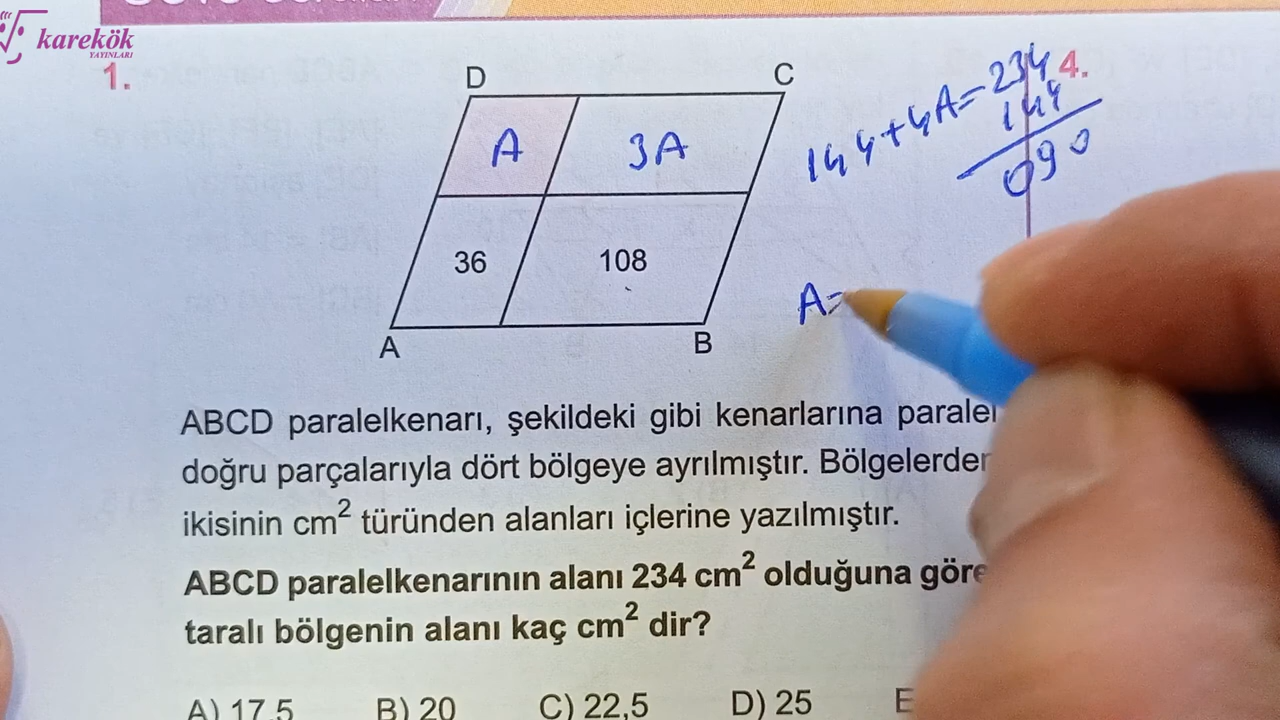 karekök
YAYINLARI
1.
4.
D
C
A
3A
36
108
A
B
144+4A=234
144
090
A=
ABCD paralelkenarı, şekildeki gibi kenarlarına paralel
doğru parçalarıyla dört bölgeye ayrılmıştır. Bölgelerden
ikisinin cm² türünden alanları içlerine yazılmıştır.
ABCD paralelkenarının alanı 234 cm² olduğuna göre
taralı bölgenin alanı kaç cm² dir?
A) 17,5 B) 20 C) 22,5 D) 25 E